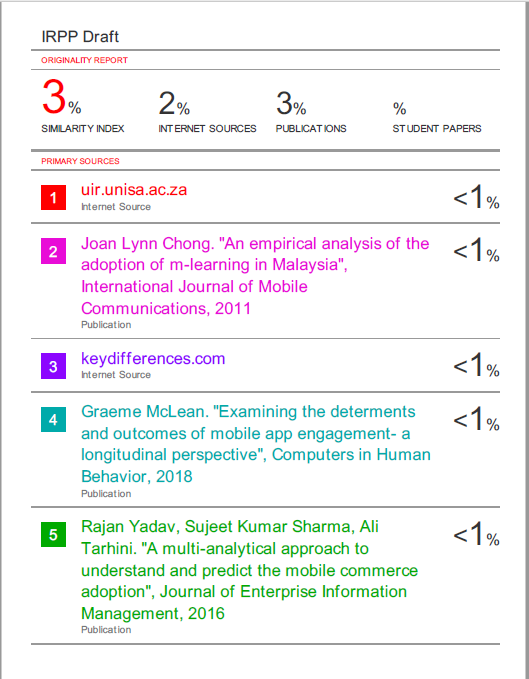 IRPP Draft
ORIGINALITY REPORT
3%
2%
3%
%
SIMILARITY INDEX
INTERNET SOURCES
PUBLICATIONS
STUDENT PAPERS
PRIMARY SOURCES
1
uir.unisa.ac.za
Internet Source
<1%
2
Joan Lynn Chong. "An empirical analysis of the
adoption of m-learning in Malaysia",
International Journal of Mobile
Communications, 2011
Publication
<1%
3
keydifferences.com
Internet Source
<1%
4
Graeme McLean. "Examining the determents
and outcomes of mobile app engagement- a
longitudinal perspective", Computers in Human
Behavior, 2018
Publication
<1%
5
Rajan Yadav, Sujeet Kumar Sharma, Ali
Tarhini. "A multi-analytical approach to
understand and predict the mobile commerce
adoption", Journal of Enterprise Information
Management, 2016
Publication
<1%